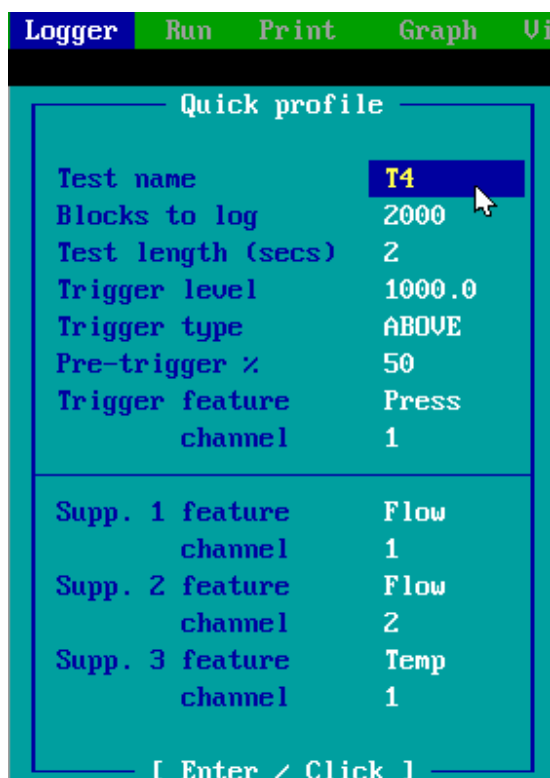 Logger Run Print Graph Vi
Quick profile
Test name T4
Blocks to log 2000
Test length (secs) 2
Trigger level 1000.0
Trigger type ABOVE
Pre-trigger % 50
Trigger feature Press
channel 1
Supp. 1 feature Flow
channel 1
Supp. 2 feature Flow
channel 2
Supp. 3 feature Temp
channel 1
[ Enter / Click ]